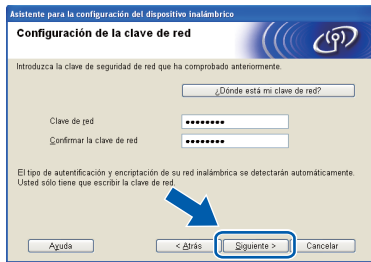 Asistente para la configuración del dispositivo inalámbrico
Configuración de la clave de red
Introduzca la clave de seguridad de red que ha comprobado anteriormente.
¿Dónde está mi clave de red?
Clave de red ••••••••
Confirmar la clave de red ••••••••
El tipo de autentificación y encriptación de su red inalámbrica se detectarán automáticamente.
Usted sólo tiene que escribir la clave de red.
Ayuda < Atrás Siguiente > Cancelar